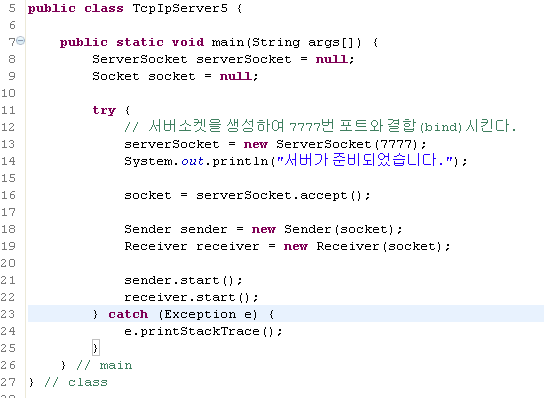 5 public class TcpIpServer5 {
6
7 public static void main(String args[]) {
8 ServerSocket serverSocket = null;
9 Socket socket = null;
10
11 try {
12 // 서버소켓을 생성하여 7777번 포트와 결합(bind)시킨다.
13 serverSocket = new ServerSocket(7777);
14 System.out.println("서버가 준비되었습니다.");
15
16 socket = serverSocket.accept();
17
18 Sender sender = new Sender(socket);
19 Receiver receiver = new Receiver(socket);
20
21 sender.start();
22 receiver.start();
23 } catch (Exception e) {
24 e.printStackTrace();
25 }
26 } // main
27 } // class